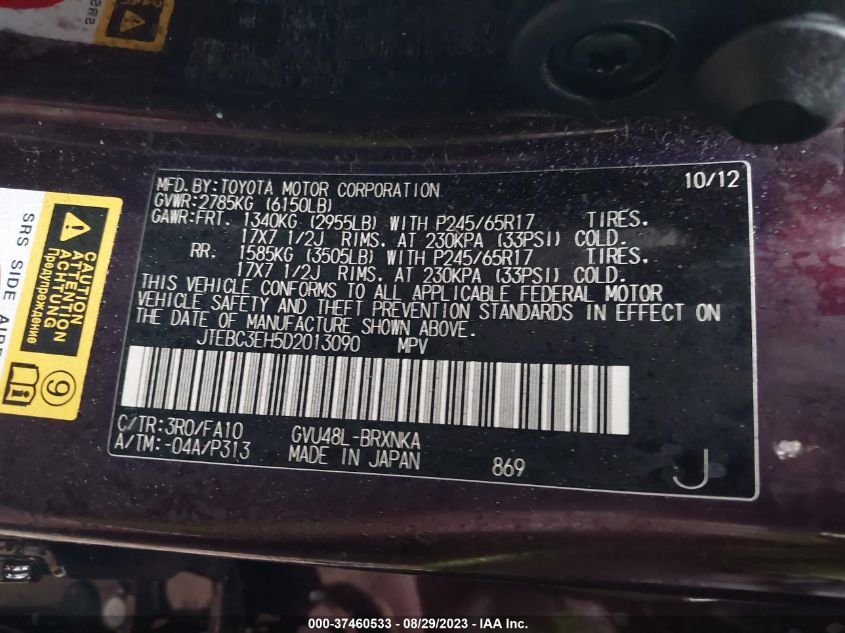 MFD. BY: TOYOTA MOTOR CORPORATION 10/12
GVWR: 2785KG (6150LB)
GAWR: FRT. 1340KG (2955LB) WITH P245/65R17 TIRES.
17X7 1/2J RIMS. AT 230KPA (33PSI) COLD.
RR. 1585KG (3505LB) WITH P245/65R17 TIRES.
17X7 1/2J RIMS. AT 230KPA (33PSI) COLD.
THIS VEHICLE CONFORMS TO ALL APPLICABLE FEDERAL MOTOR
VEHICLE SAFETY AND THEFT PREVENTION STANDARDS IN EFFECT ON
THE DATE OF MANUFACTURE SHOWN ABOVE.
JTEBC3EH5D2013090 MPV
C/TR: 3R0/FA10 GVU48L-BRXNKA
A/TM: -04A/P313 MADE IN JAPAN 869 J
CAUTION
ATTENTION
ACHTUNG
Предупреждение
9
SRS SIDE
000-37460533 - 08/29/2023 - IAA Inc.